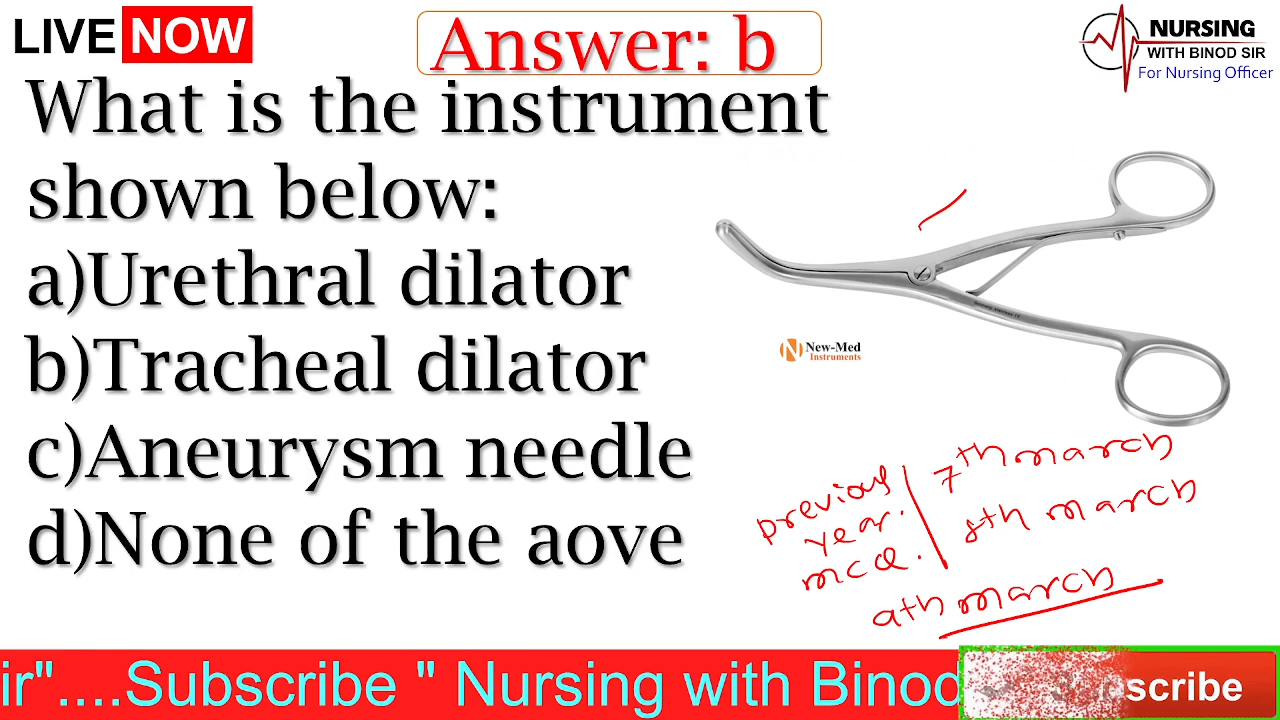 LIVE NOW
Answer: b
NURSING
WITH BINOD SIR
For Nursing Officer
What is the instrument
shown below:
a)Urethral dilator
b)Tracheal dilator
c)Aneurysm needle
d)None of the aove
New-Med
Instruments
previous
year.
mcq.
7th march
8th march
9th march
ir"....Subscribe " Nursing with Binod
scribe